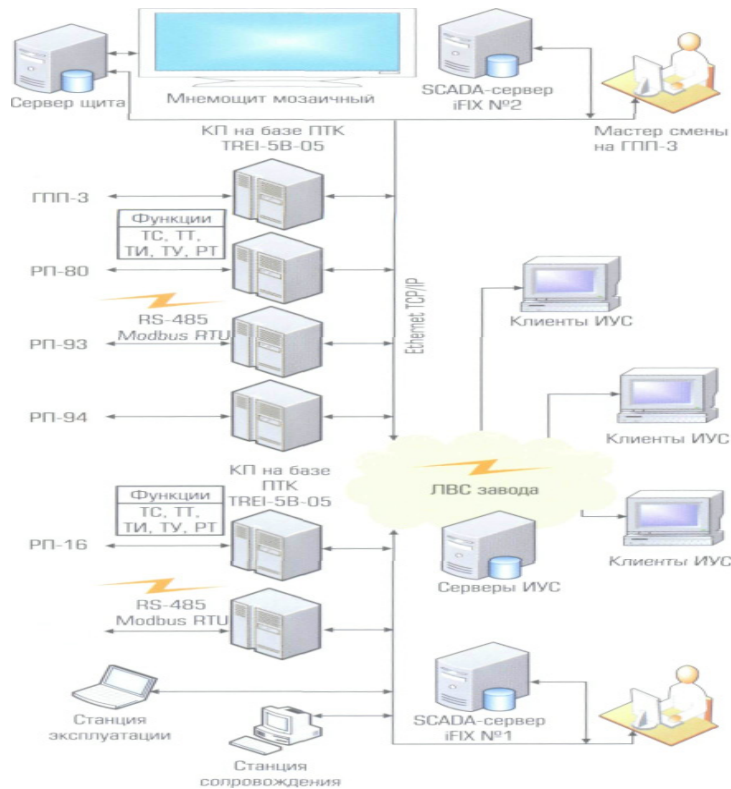 Сервер щита
Мнемощит мозаичный
SCADA-сервер
iFIX №2
Мастер смены
на ГПП-3
КП на базе ПТК
TREI-5B-05
ГПП-3
Функции
ТС, ТТ,
ТИ, ТУ, РТ
РП-80
RS-485
Modbus RTU
РП-93
РП-94
Ethernet TCP/IP
Клиенты ИУС
Клиенты ИУС
ЛВС завода
Клиенты ИУС
Серверы ИУС
КП на базе
ПТК
TREI-5B-05
Функции
ТС, ТТ,
ТИ, ТУ, РТ
РП-16
RS-485
Modbus RTU
Станция
эксплуатации
Станция
сопровождения
SCADA-сервер
iFIX №1